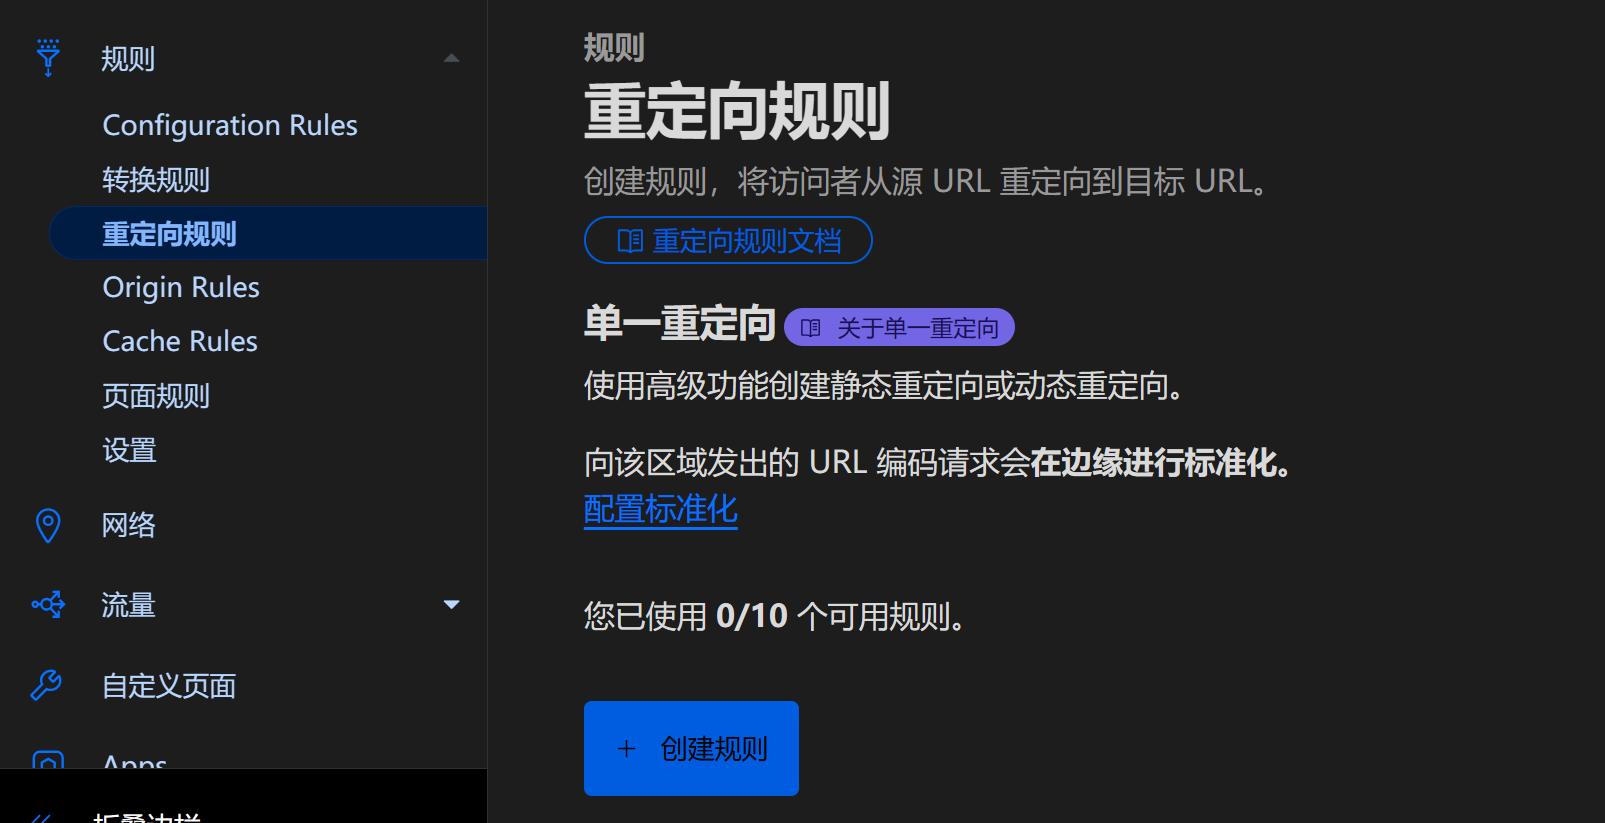 规则
Configuration Rules
转换规则
重定向规则
Origin Rules
Cache Rules
页面规则
设置
网络
流量
自定义页面
Apps
折叠边栏
规则
重定向规则
创建规则，将访问者从源 URL 重定向到目标 URL。
重定向规则文档
单一重定向 关于单一重定向
使用高级功能创建静态重定向或动态重定向。
向该区域发出的 URL 编码请求会在边缘进行标准化。
配置标准化
您已使用 0/10 个可用规则。
+ 创建规则